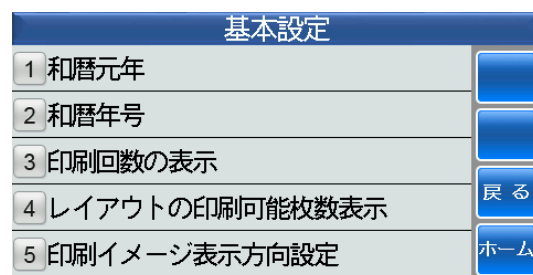 基本設定
1 和暦元年
2 和暦年号
3 印刷回数の表示
4 レイアウトの印刷可能枚数表示
5 印刷イメージ表示方向設定
戻る
ホーム